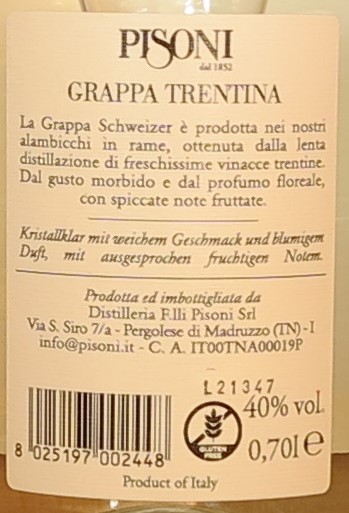 PISONI
dal 1852
GRAPPA TRENTINA
La Grappa Schweizer è prodotta nei nostri
alambicchi in rame, ottenuta dalla lenta
distillazione di freschissime vinacce trentine.
Dal gusto morbido e dal profumo floreale,
con spiccate note fruttate.
Kristallklar mit weichem Geschmack und blumigem
Duft, mit ausgesprochen fruchtigen Noten.
Prodotta ed imbottigliata da
Distilleria F.lli Pisoni Srl
Via S. Siro 7/a - Pergolese di Madruzzo (TN) - I
info@pisoni.it - C. A. IT00TNA00019P
L21347
40% vol.
GLUTEN
FREE
0,70l e
8 025197 002448
Product of Italy